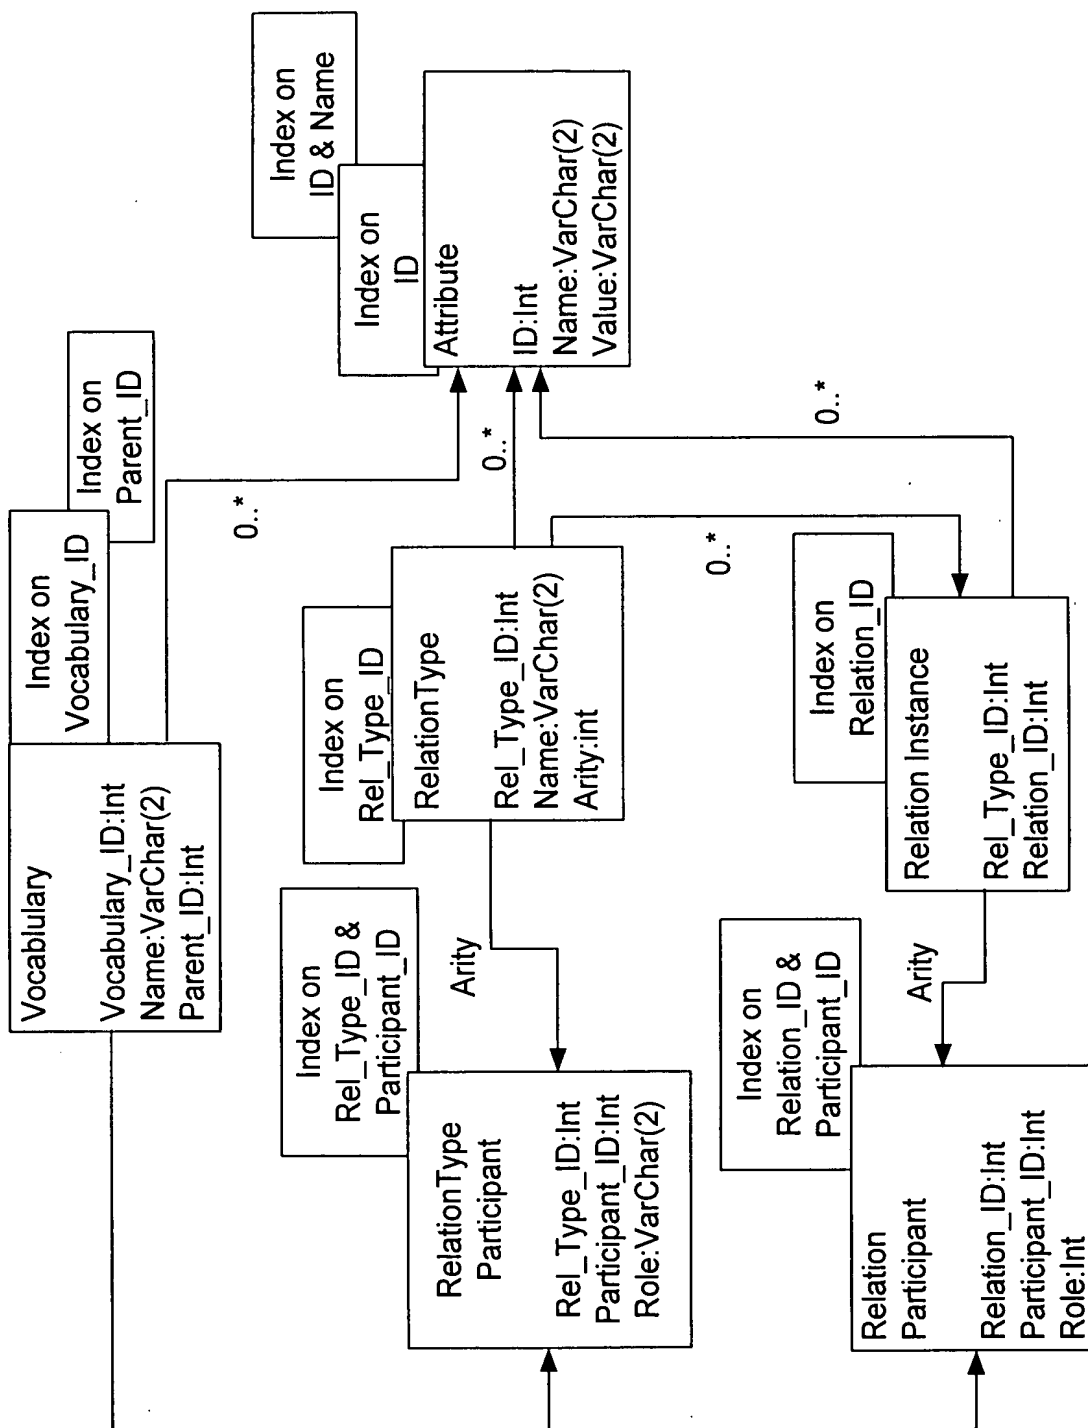 Vocablulary
Vocabulary_ID:Int
Name:VarChar(2)
Parent_ID:Int
Index on
Vocabulary_ID
Index on
Parent_ID
0..*
Index on
ID & Name
Index on
ID
Attribute
ID:Int
Name:VarChar(2)
Value:VarChar(2)
Index on
Rel_Type_ID &
Participant_ID
RelationType
Participant
Rel_Type_ID:Int
Participant_ID:Int
Role:VarChar(2)
Arity
Index on
Rel_Type_ID
RelationType
Rel_Type_ID:Int
Name:VarChar(2)
Arity:int
0..*
0..*
Index on
Relation_ID &
Participant_ID
Relation
Participant
Relation_ID:Int
Participant_ID:Int
Role:Int
Arity
Index on
Relation_ID
Relation Instance
Rel_Type_ID:Int
Relation_ID:Int
0..*